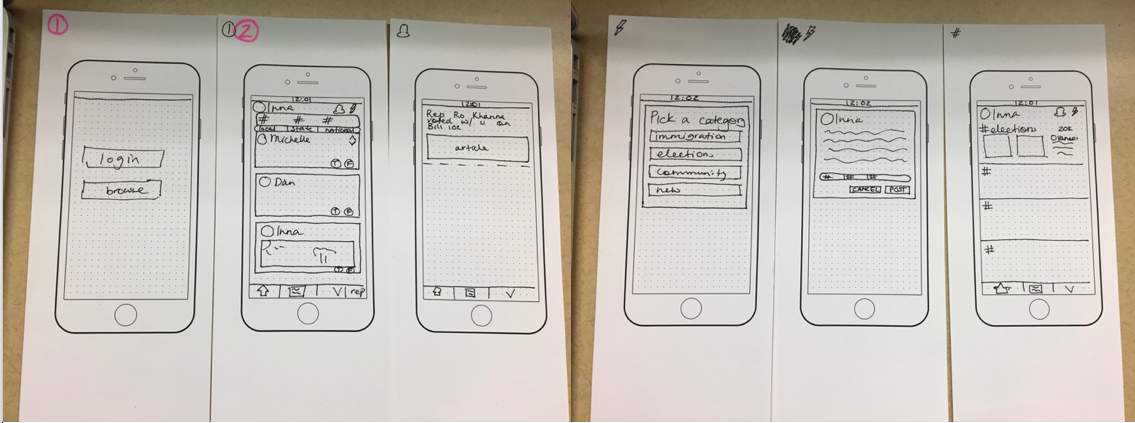 1
login
browse
1 2
12:01
Inna
# # #
local state national
Michelle
T F
Dan
T F
Inna
T F
V rep
12:01
Rep Ro Khanna
voted w/ u on
Bill 102
article
V
12:02
Pick a category
immigration
election
community
new
12:02
Inna
# # #
CANCEL POST
#
12:01
Inna
#elections 20K
#
#
#
V